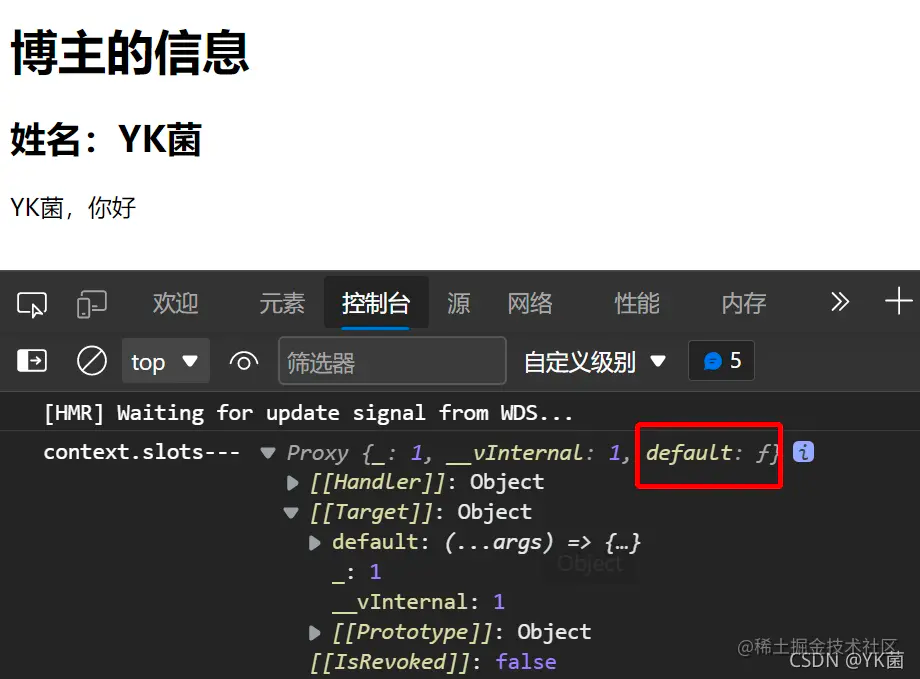 博主的信息
姓名：YK菌
YK菌，你好
欢迎 元素 控制台 源 网络 性能 内存
top 筛选器 自定义级别 5
[HMR] Waiting for update signal from WDS...
context.slots--- Proxy {_: 1, __vInternal: 1, default: ƒ} i
[[Handler]]: Object
[[Target]]: Object
default: (...args) => {…}
Object
_: 1
__vInternal: 1
[[Prototype]]: Object
[[IsRevoked]]: false
@稀土掘金技术社区
CSDN @YK菌